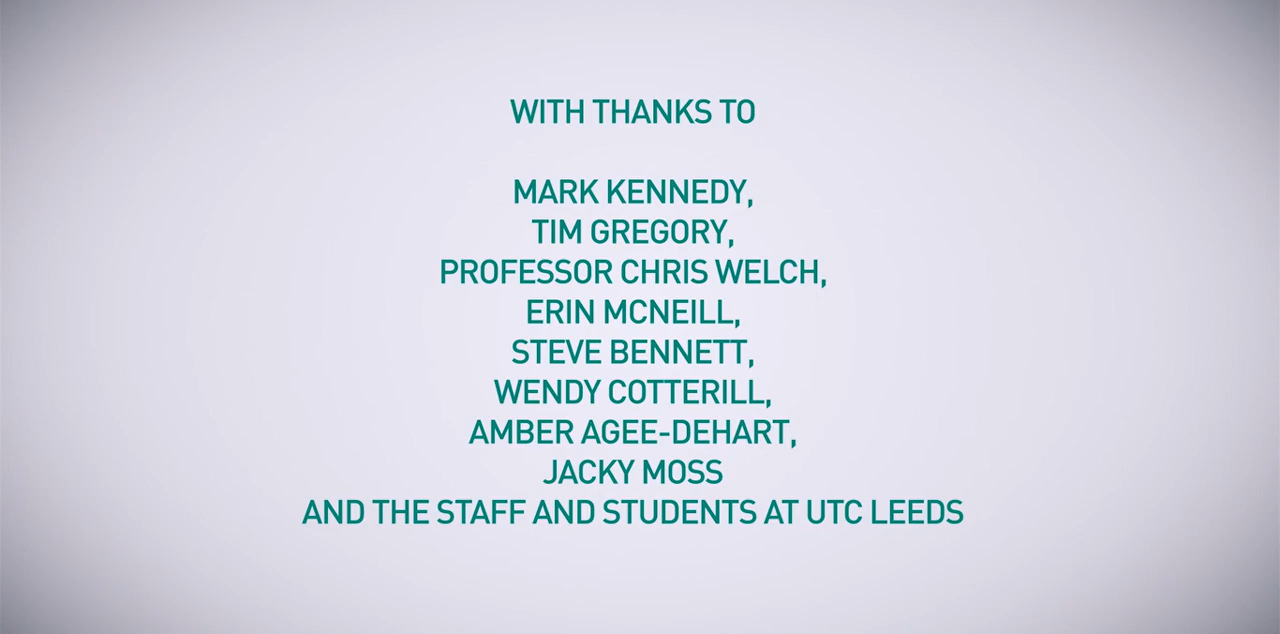 WITH THANKS TO
MARK KENNEDY,
TIM GREGORY,
PROFESSOR CHRIS WELCH,
ERIN MCNEILL,
STEVE BENNETT,
WENDY COTTERILL,
AMBER AGEE-DEHART,
JACKY MOSS
AND THE STAFF AND STUDENTS AT UTC LEEDS